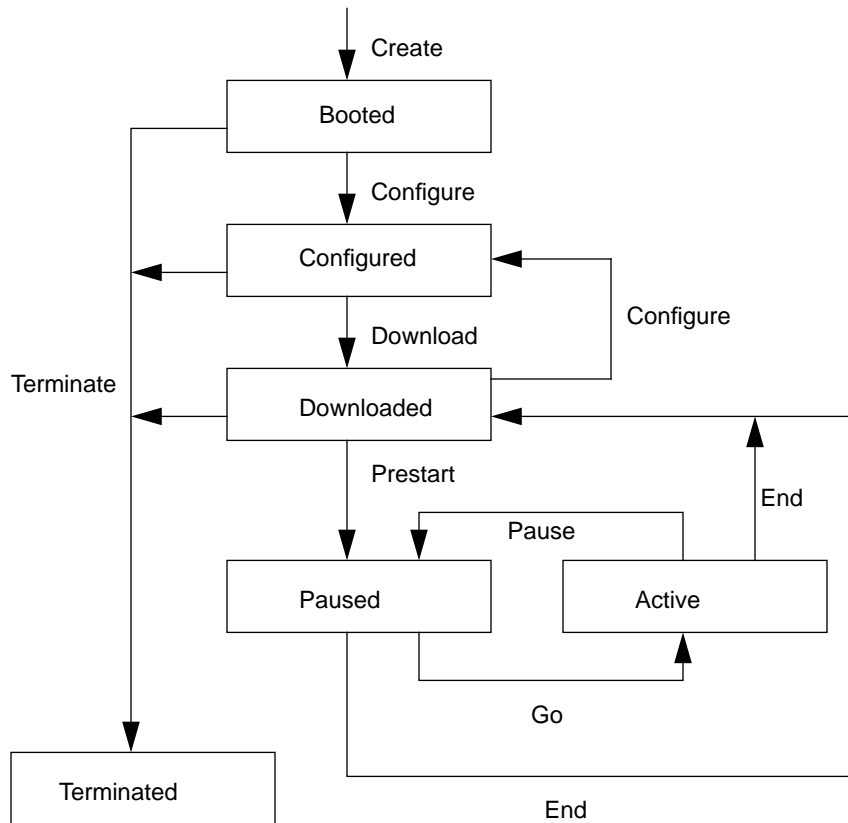 Create
Booted
Configure
Configured
Configure
Download
Terminate
Downloaded
Prestart
End
Pause
Paused
Active
Go
Terminated
End